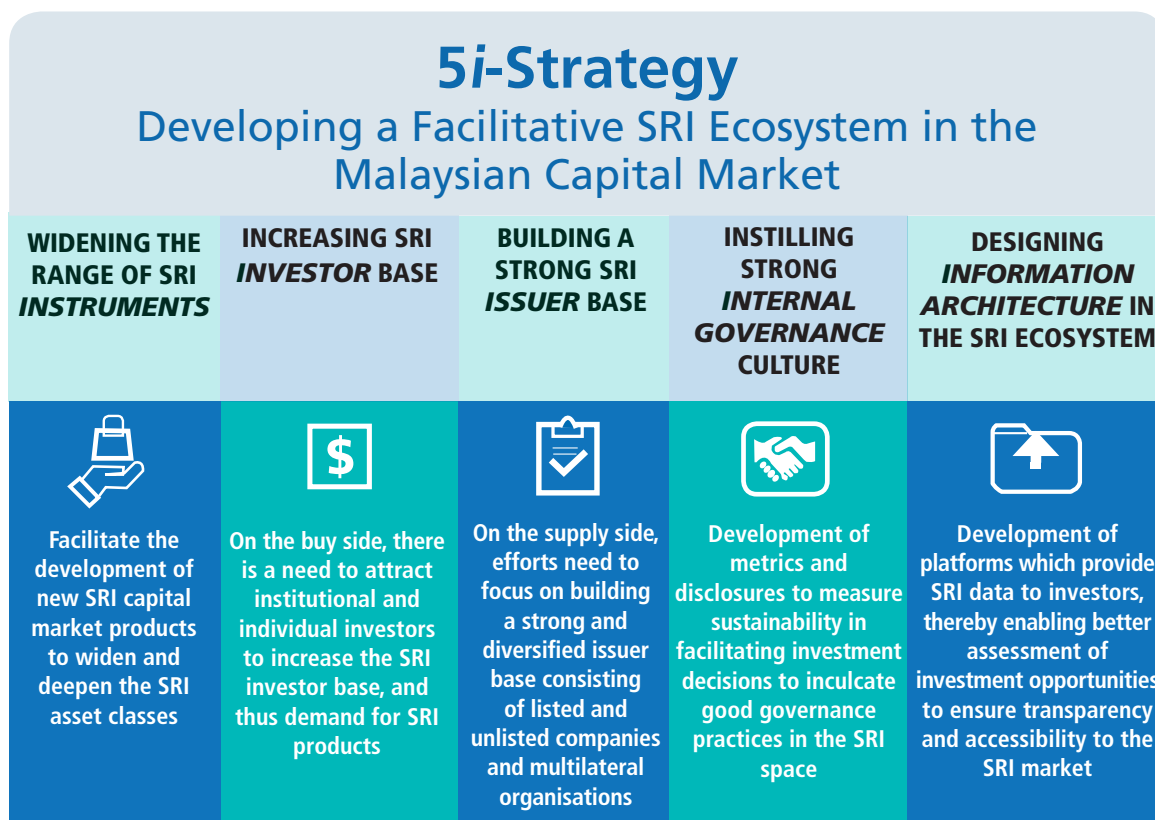 5i-Strategy
Developing a Facilitative SRI Ecosystem in the
Malaysian Capital Market
WIDENING THE
RANGE OF SRI
INSTRUMENTS
Facilitate the
development of
new SRI capital
market products
to widen and
deepen the SRI
asset classes
INCREASING SRI
INVESTOR BASE
$
On the buy side, there
is a need to attract
institutional and
individual investors
to increase the SRI
investor base, and
thus demand for SRI
products
BUILDING A
STRONG SRI
ISSUER BASE
On the supply side,
efforts need to
focus on building
a strong and
diversified issuer
base consisting
of listed and
unlisted companies
and multilateral
organisations
INSTILLING
STRONG
INTERNAL
GOVERNANCE
CULTURE
Development of
metrics and
disclosures to measure
sustainability in
facilitating investment
decisions to inculcate
good governance
practices in the SRI
space
DESIGNING
INFORMATION
ARCHITECTURE IN
THE SRI ECOSYSTEM
Development of
platforms which provide
SRI data to investors,
thereby enabling better
assessment of
investment opportunities
to ensure transparency
and accessibility to the
SRI market